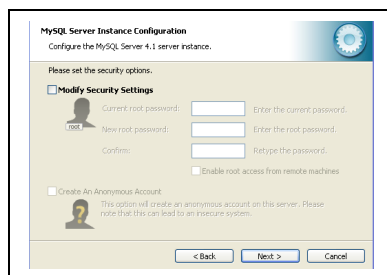 MySQL Server Instance Configuration
Configure the MySQL Server 4.1 server instance.
Please set the security options.
Modify Security Settings
Current root password: Enter the current password.
root
New root password: Enter the root password.
Confirm: Retype the password.
Enable root access from remote machines
Create An Anonymous Account
This option will create an anonymous account on this server. Please
note that this can lead to an insecure system.
< Back Next > Cancel